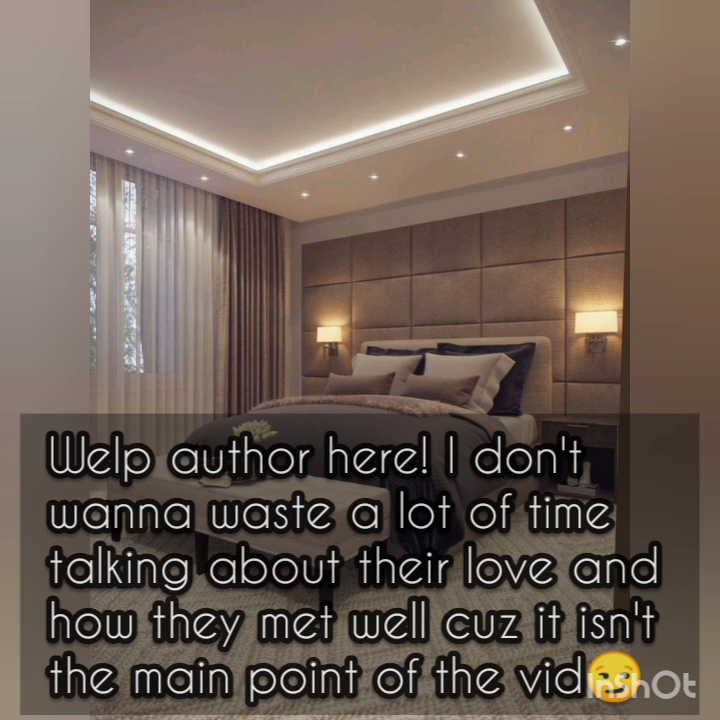 Welp author here! I don't
wanna waste a lot of time
talking about their love and
how they met well cuz it isn't
the main point of the vid😏
InShOt